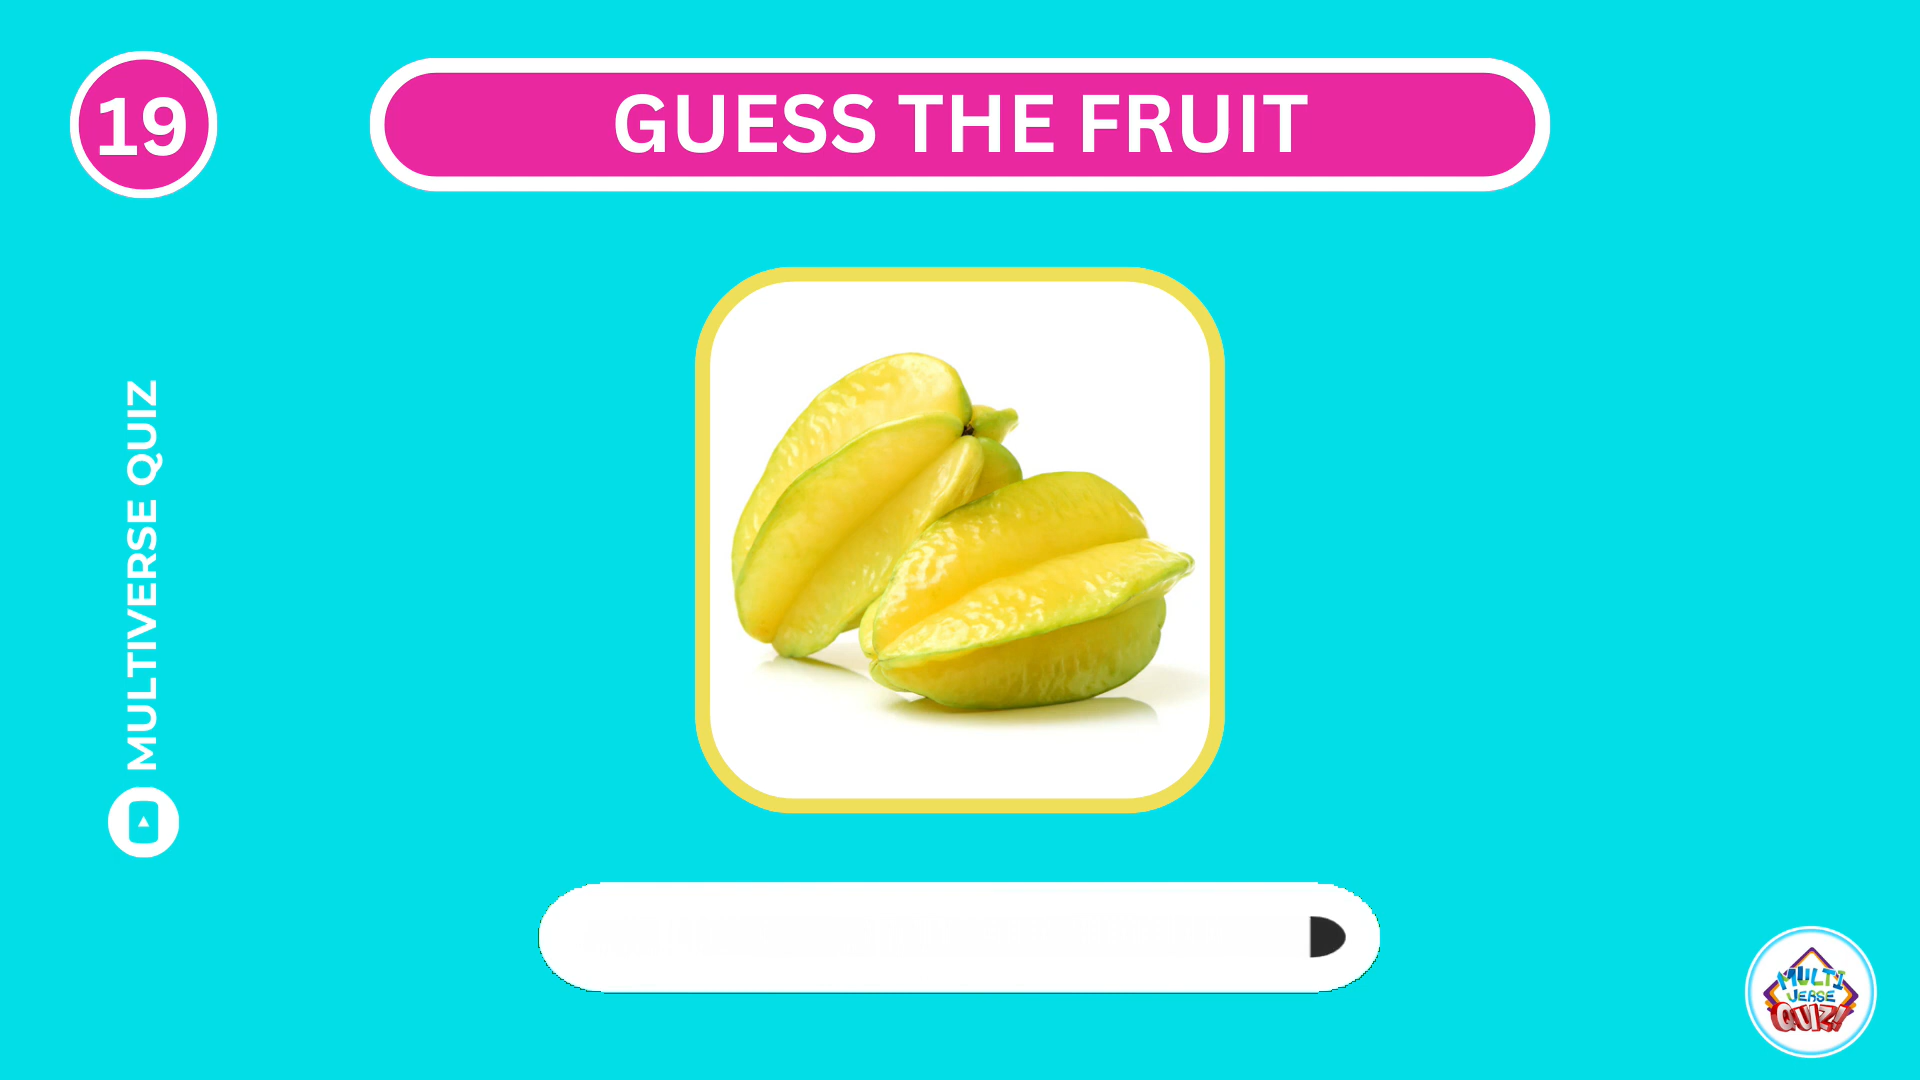 19
GUESS THE FRUIT
MULTIVERSE QUIZ
MULTI
VERSE
QUIZ!